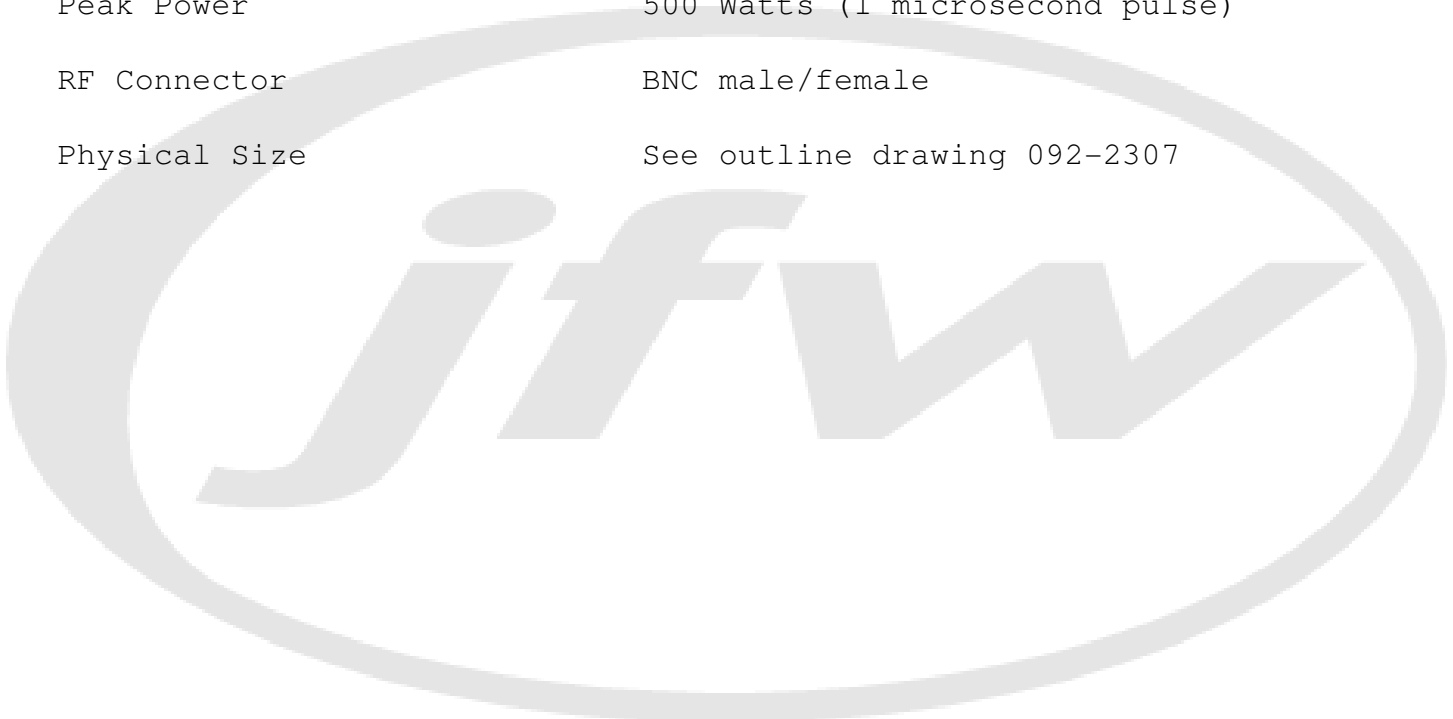 Peak Power 500 Watts (1 microsecond pulse)
RF Connector BNC male/female
Physical Size See outline drawing 092-2307
jfw